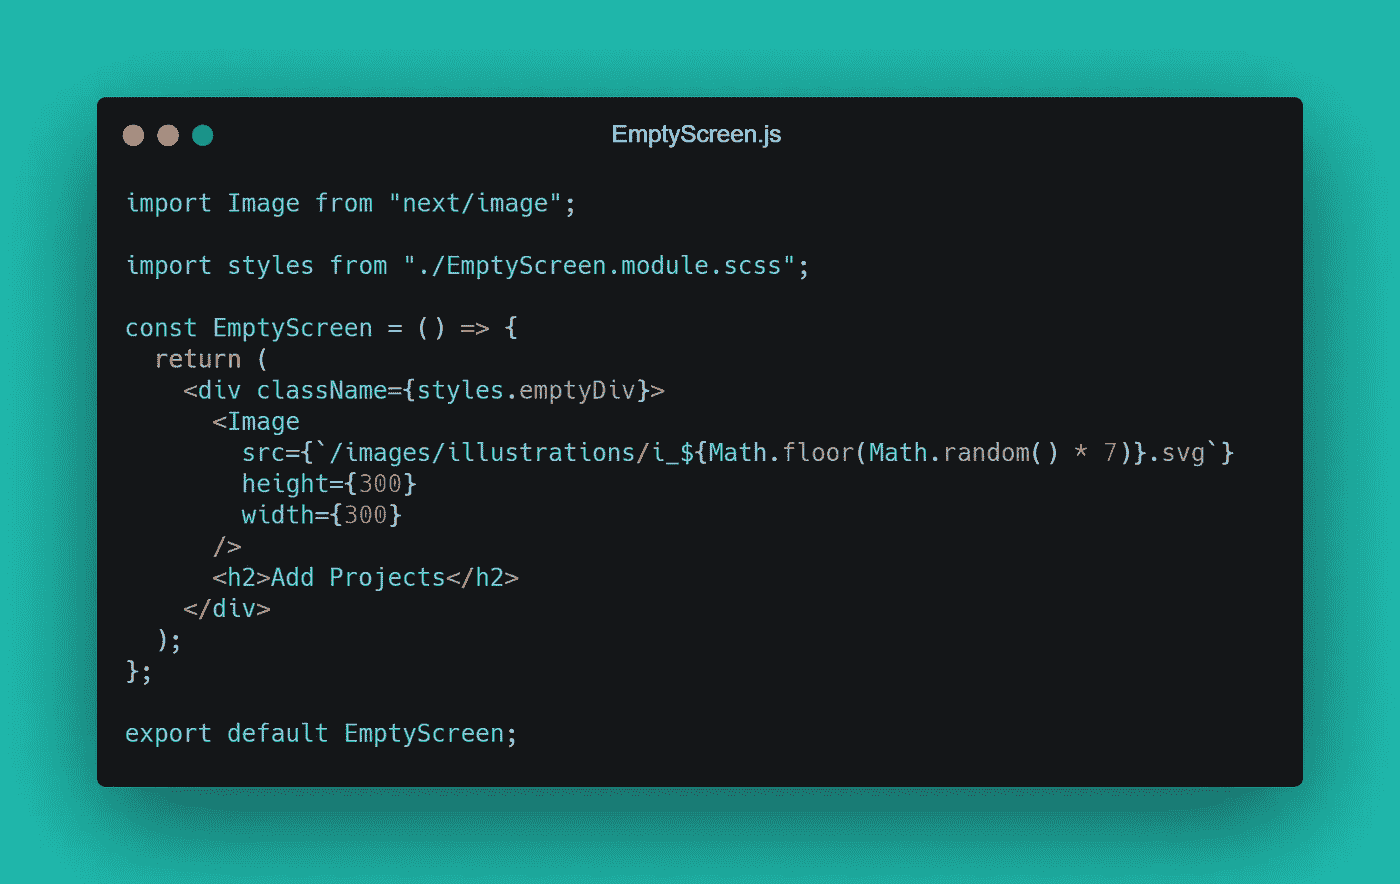 EmptyScreen.js
import Image from "next/image";
import styles from "./EmptyScreen.module.scss";
const EmptyScreen = () => {
  return (
    <div className={styles.emptyDiv}>
      <Image
        src={`/images/illustrations/i_${Math.floor(Math.random() * 7)}.svg`}
        height={300}
        width={300}
      />
      <h2>Add Projects</h2>
    </div>
  );
};
export default EmptyScreen;